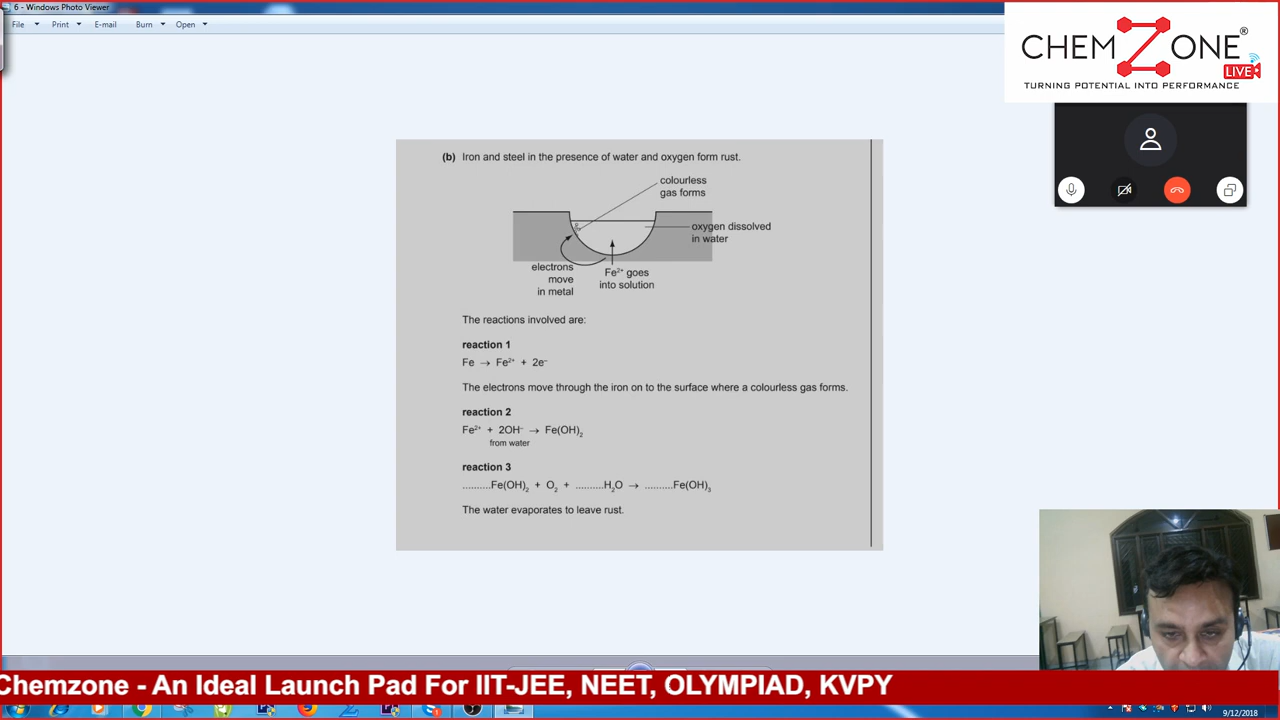 6 - Windows Photo Viewer
File Print E-mail Burn Open
CHEMZONE®
LIVE
TURNING POTENTIAL INTO PERFORMANCE
(b) Iron and steel in the presence of water and oxygen form rust.
colourless
gas forms
oxygen dissolved
in water
electrons
move
in metal
Fe²⁺ goes
into solution
The reactions involved are:
reaction 1
Fe → Fe²⁺ + 2e⁻
The electrons move through the iron on to the surface where a colourless gas forms.
reaction 2
Fe²⁺ + 2OH⁻ → Fe(OH)₂
from water
reaction 3
..........Fe(OH)₂ + O₂ + ..........H₂O → ..........Fe(OH)₃
The water evaporates to leave rust.
Chemzone - An Ideal Launch Pad For IIT-JEE, NEET, OLYMPIAD, KVPY
9/12/2018